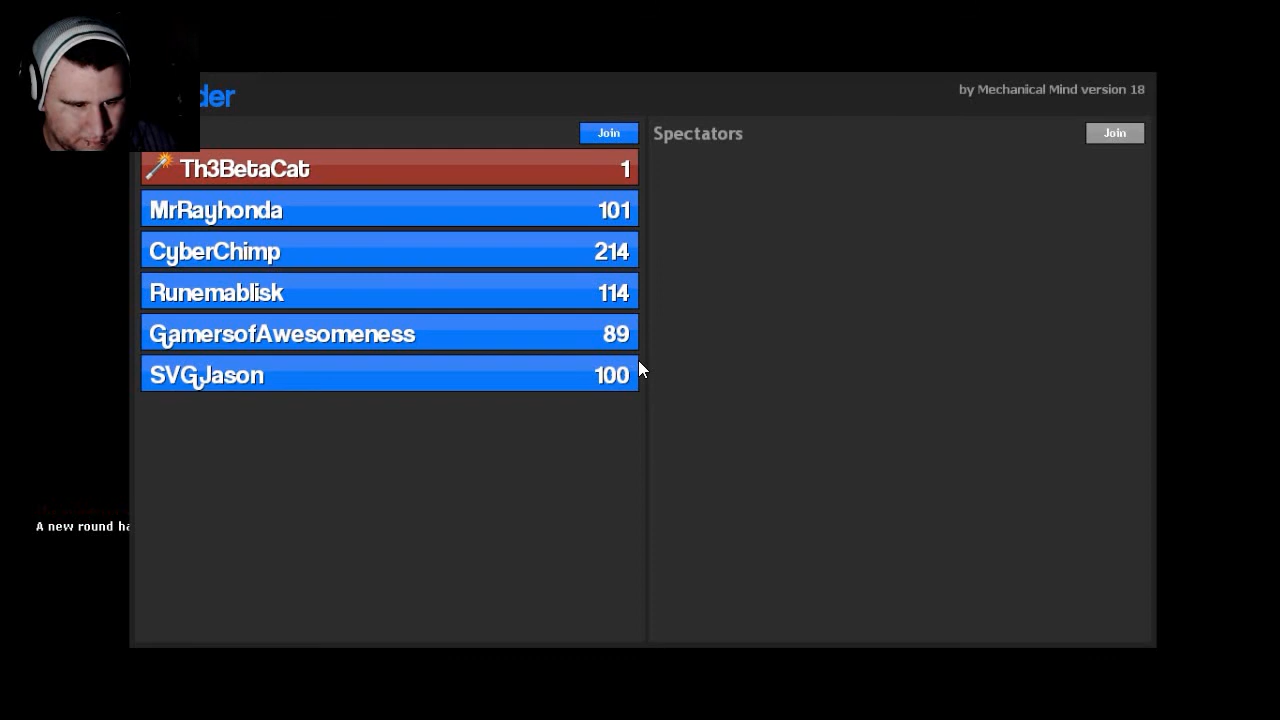 der
by Mechanical Mind version 18
Join
Spectators
Join
Th3BetaCat 1
MrRayhonda 101
CyberChimp 214
Runemablisk 114
GamersofAwesomeness 89
SVGJason 100
A new round ha